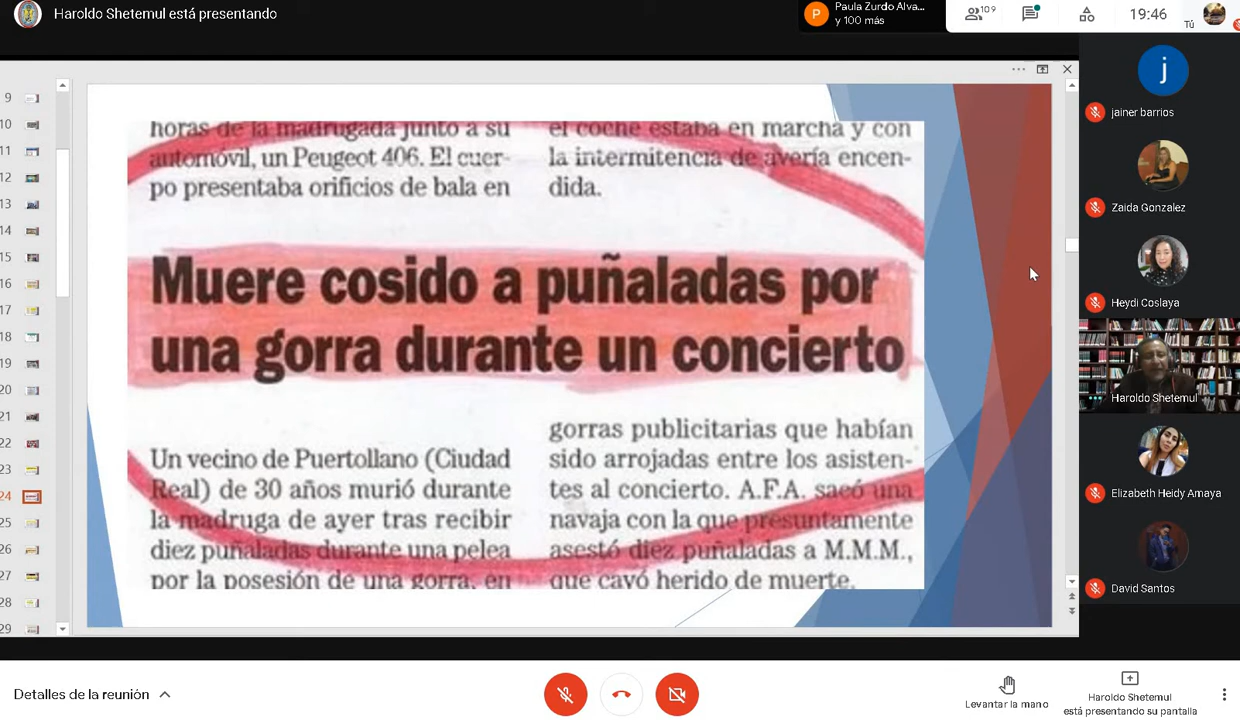 Haroldo Shetemul está presentando
Paula Zurdo Alva...
y 100 más
109
19:46
Tú
9
10
11
12
13
14
15
16
17
18
19
20
21
22
23
24
25
26
27
28
29
horas de la madrugada junto a su
automóvil, un Peugeot 406. El cuer-
po presentaba orificios de bala en
el coche estaba en marcha y con
la intermitencia de avería encen-
dida.
Muere cosido a puñaladas por
una gorra durante un concierto
Un vecino de Puertollano (Ciudad
Real) de 30 años murió durante
la madruga de ayer tras recibir
diez puñaladas durante una pelea
por la posesión de una gorra, en
gorras publicitarias que habían
sido arrojadas entre los asisten-
tes al concierto. A.F.A. sacó una
navaja con la que presuntamente
asestó diez puñaladas a M.M.M.,
que cayó herido de muerte.
j
jainer barrios
Zaida Gonzalez
Heydi Coslaya
Haroldo Shetemul
Elizabeth Heidy Amaya
David Santos
P
Detalles de la reunión
Levantar la mano
Haroldo Shetemul
está presentando su pantalla